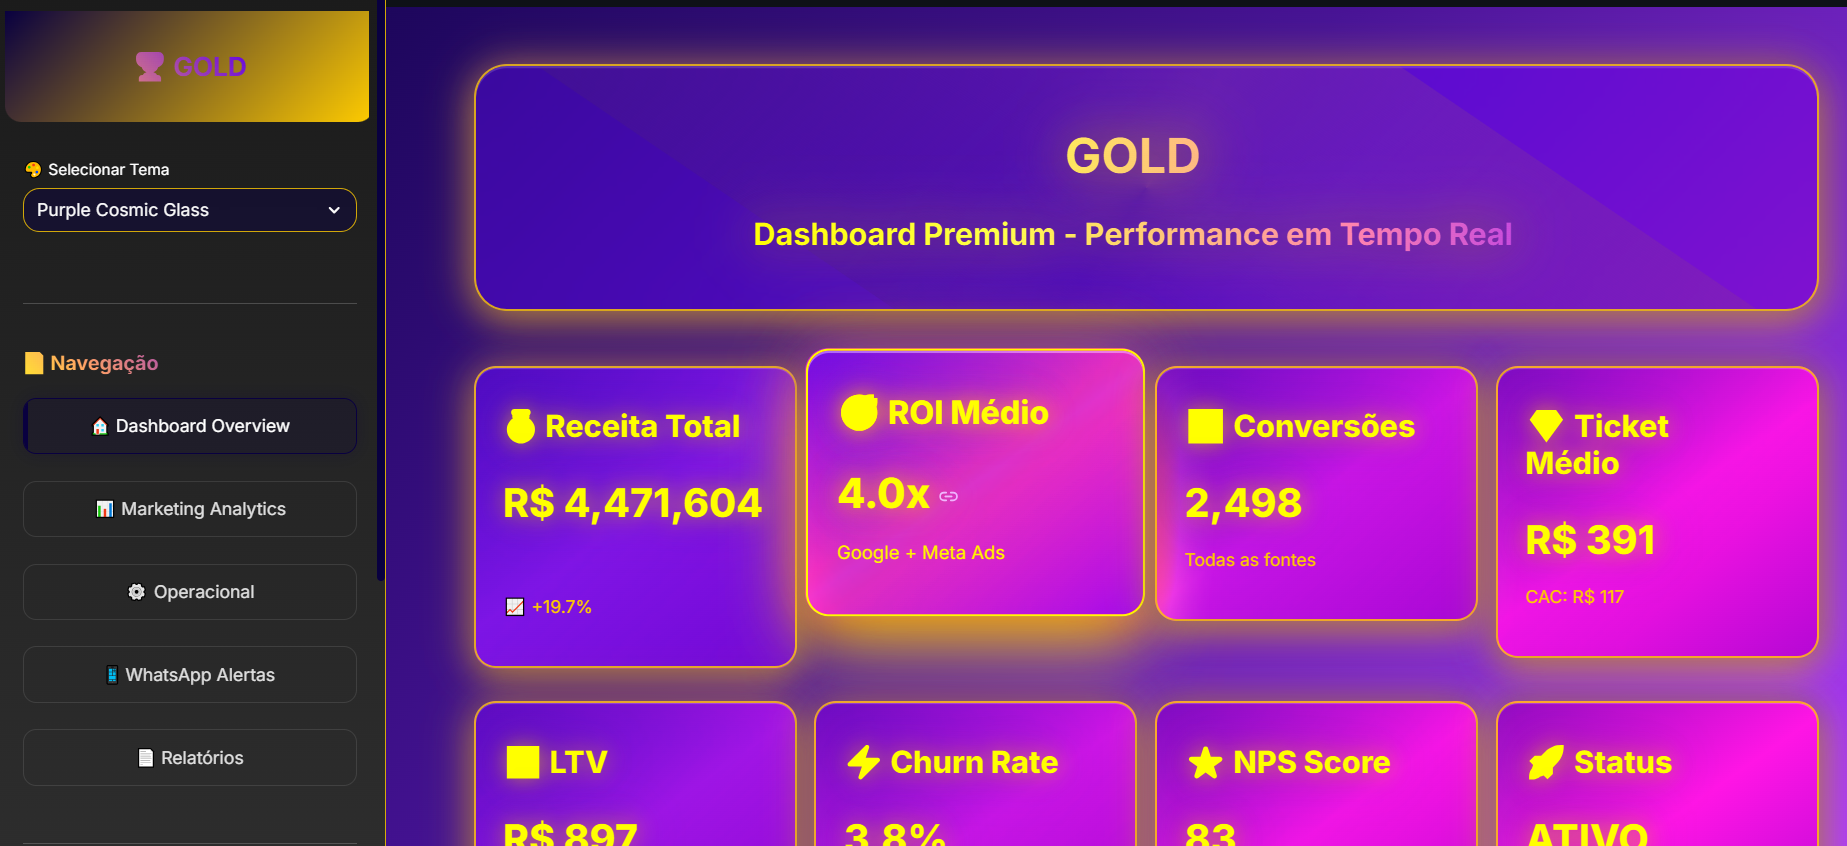 GOLD
Selecionar Tema
Purple Cosmic Glass
Navegação
Dashboard Overview
Marketing Analytics
Operacional
WhatsApp Alertas
Relatórios
GOLD
Dashboard Premium - Performance em Tempo Real
Receita Total
R$ 4,471,604
+19.7%
ROI Médio
4.0x
Google + Meta Ads
Conversões
2,498
Todas as fontes
Ticket
Médio
R$ 391
CAC: R$ 117
LTV
R$ 897
Churn Rate
3.8%
NPS Score
83
Status
ATIVO